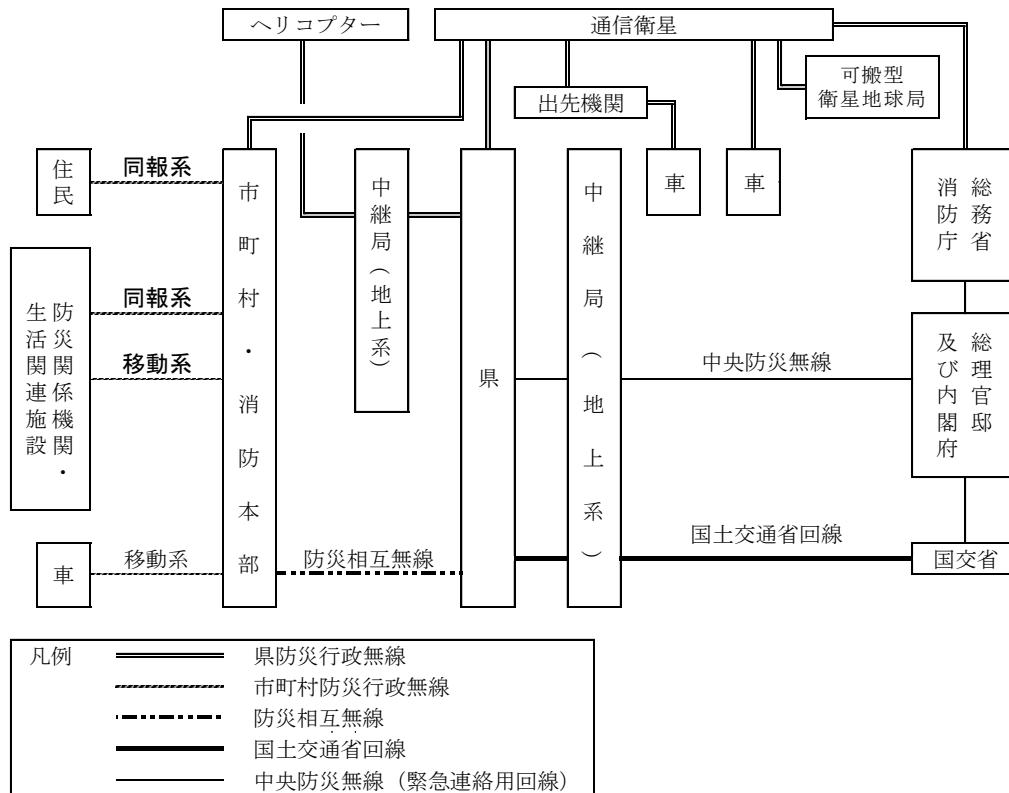 ヘリコプター
通信衛星
可搬型
衛星地球局
出先機関
住民
同報系
市町村・消防本部
中継局(地上系)
県
中継局(地上系)
車
車
総務省
消防庁
防災関係機関・
生活関連施設
同報系
移動系
中央防災無線
総理官邸
及び内閣府
車
移動系
防災相互無線
国土交通省回線
国交省
凡例
県防災行政無線
市町村防災行政無線
防災相互無線
国土交通省回線
中央防災無線(緊急連絡用回線)